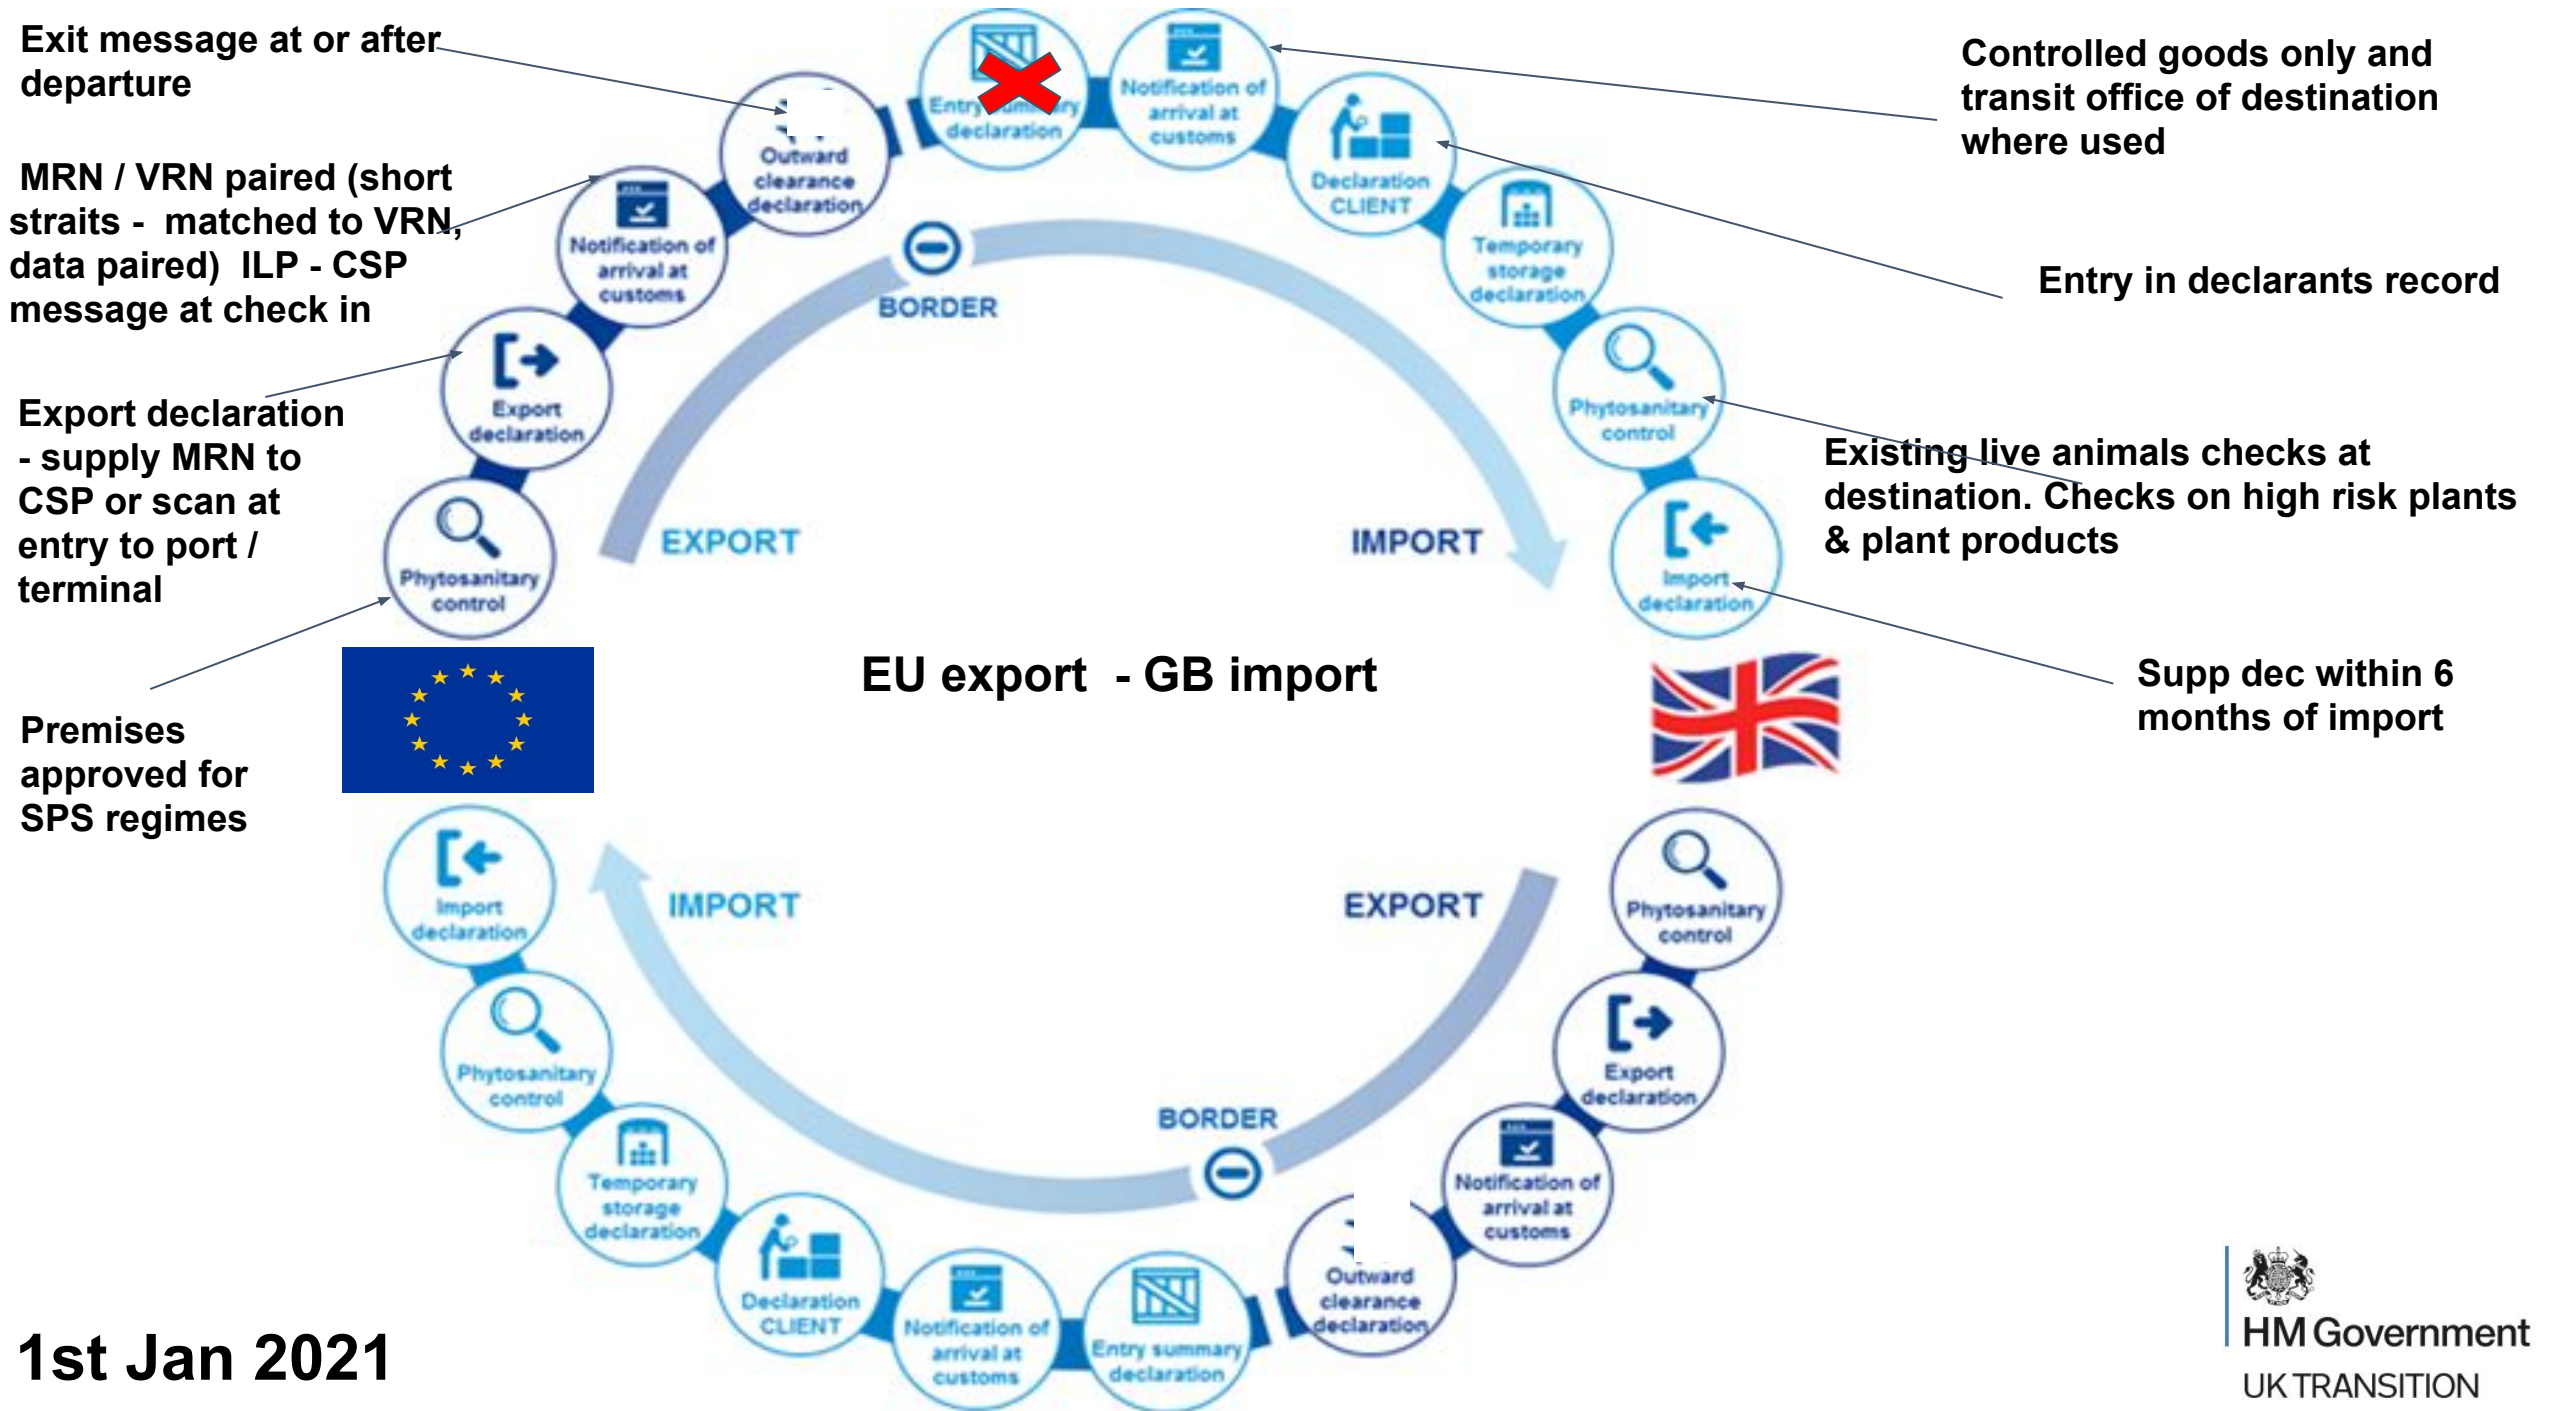 Exit message at or after
departure
MRN / VRN paired (short
straits - matched to VRN,
data paired) ILP - CSP
message at check in
Export declaration
- supply MRN to
CSP or scan at
entry to port /
terminal
Premises
approved for
SPS regimes
Phytosanitary
control
Export
declaration
Notification of
arrival at
customs
Outward
clearance
declaration
Entry summary
declaration
Notification of
arrival at
customs
Declaration
CLIENT
Temporary
storage
declaration
Phytosanitary
control
Import
declaration
Controlled goods only and
transit office of destination
where used
Entry in declarants record
Existing live animals checks at
destination. Checks on high risk plants
& plant products
Supp dec within 6
months of import
BORDER
EXPORT
IMPORT
EU export - GB import
IMPORT
EXPORT
BORDER
Phytosanitary
control
Export
declaration
Notification of
arrival at
customs
Outward
clearance
declaration
Entry summary
declaration
Notification of
arrival at
customs
Declaration
CLIENT
Temporary
storage
declaration
Phytosanitary
control
Import
declaration
1st Jan 2021
HM Government
UK TRANSITION